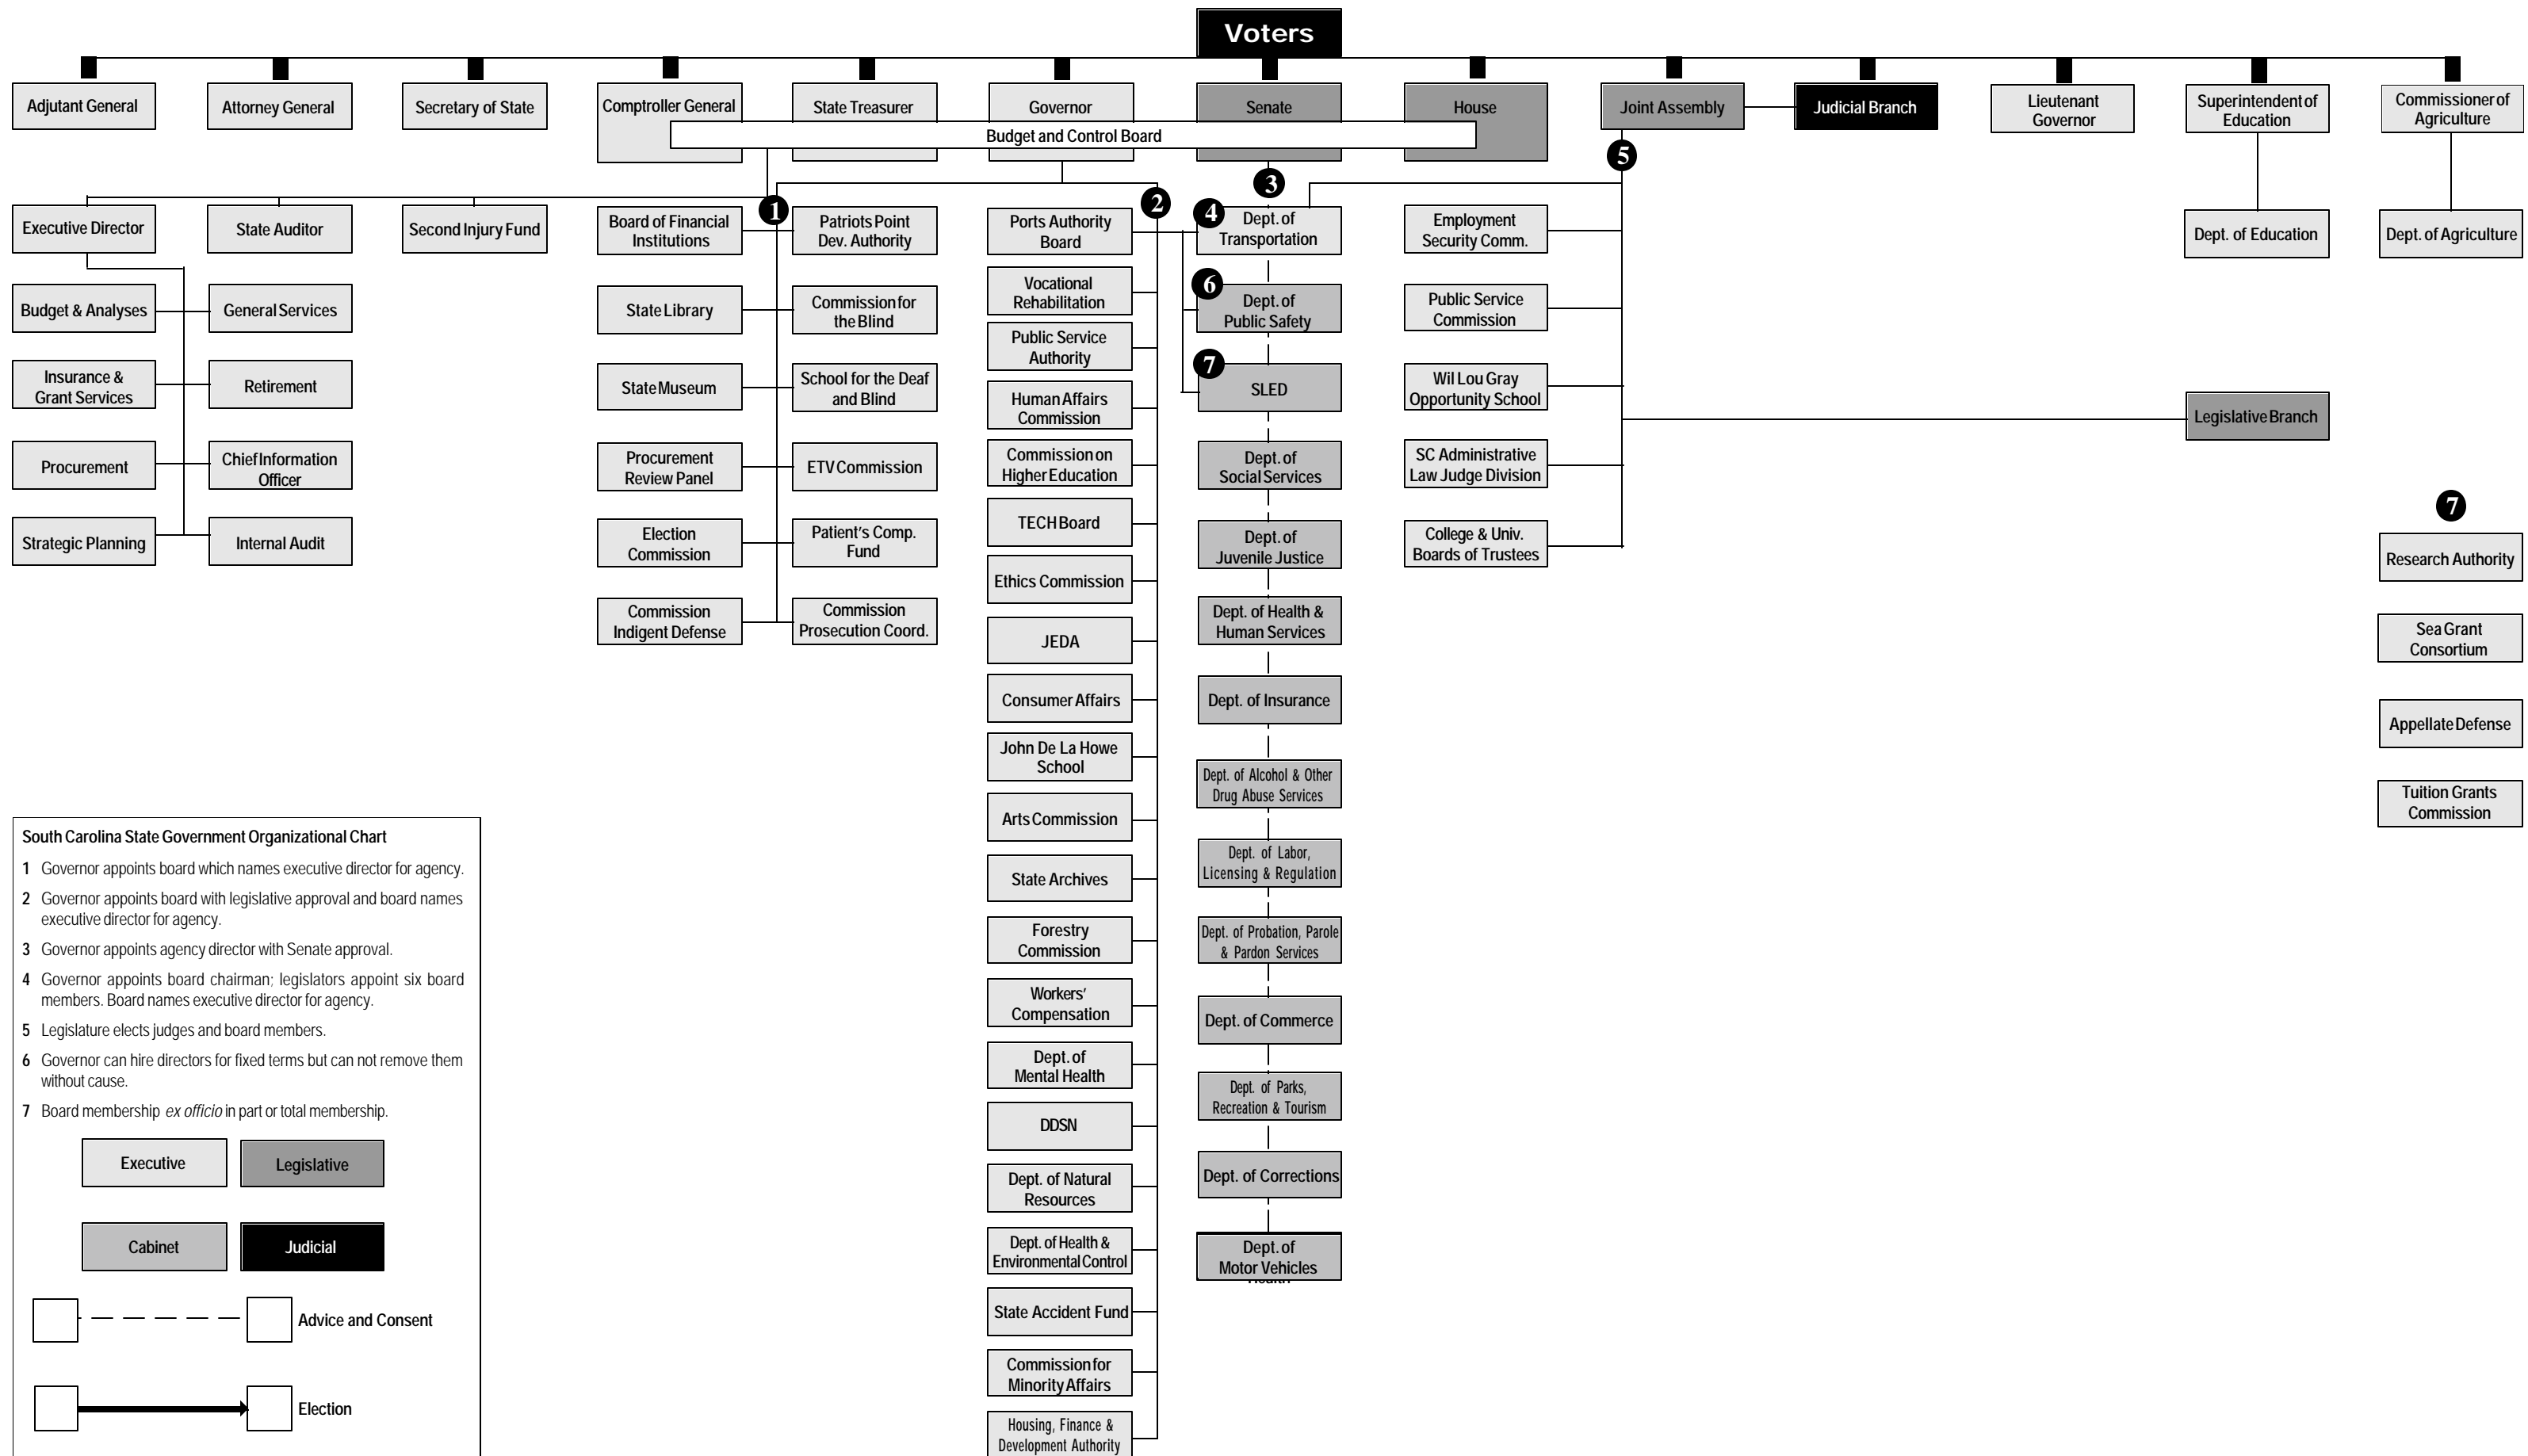 Voters
Adjutant General
Attorney General
Secretary of State
Comptroller General
State Treasurer
Governor
Senate
House
Joint Assembly
Judicial Branch
Lieutenant
Governor
Superintendent of
Education
Commissioner of
Agriculture
Budget and Control Board
5
3
1
2
Executive Director
State Auditor
Second Injury Fund
Budget & Analyses
General Services
Insurance &
Grant Services
Retirement
Procurement
Chief Information
Officer
Strategic Planning
Internal Audit
Board of Financial
Institutions
Patriots Point
Dev. Authority
State Library
Commission for
the Blind
State Museum
School for the Deaf
and Blind
Procurement
Review Panel
ETV Commission
Election
Commission
Patient's Comp.
Fund
Commission
Indigent Defense
Commission
Prosecution Coord.
Ports Authority
Board
Vocational
Rehabilitation
Public Service
Authority
Human Affairs
Commission
Commission on
Higher Education
TECH Board
Ethics Commission
JEDA
Consumer Affairs
John De La Howe
School
Arts Commission
State Archives
Forestry
Commission
Workers'
Compensation
Dept. of
Mental Health
DDSN
Dept. of Natural
Resources
Dept. of Health &
Environmental Control
State Accident Fund
Commission for
Minority Affairs
Housing, Finance &
Development Authority
4
Dept. of
Transportation
6
Dept. of
Public Safety
7
SLED
Dept. of
Social Services
Dept. of
Juvenile Justice
Dept. of Health &
Human Services
Dept. of Insurance
Dept. of Alcohol & Other
Drug Abuse Services
Dept. of Labor,
Licensing & Regulation
Dept. of Probation, Parole
& Pardon Services
Dept. of Commerce
Dept. of Parks,
Recreation & Tourism
Dept. of Corrections
Dept. of
Motor Vehicles
Employment
Security Comm.
Public Service
Commission
Wil Lou Gray
Opportunity School
SC Administrative
Law Judge Division
College & Univ.
Boards of Trustees
Dept. of Education
Dept. of Agriculture
Legislative Branch
7
Research Authority
Sea Grant
Consortium
Appellate Defense
Tuition Grants
Commission
South Carolina State Government Organizational Chart
1 Governor appoints board which names executive director for agency.
2 Governor appoints board with legislative approval and board names
executive director for agency.
3 Governor appoints agency director with Senate approval.
4 Governor appoints board chairman; legislators appoint six board
members. Board names executive director for agency.
5 Legislature elects judges and board members.
6 Governor can hire directors for fixed terms but can not remove them
without cause.
7 Board membership ex officio in part or total membership.
Executive
Legislative
Cabinet
Judicial
Advice and Consent
Election